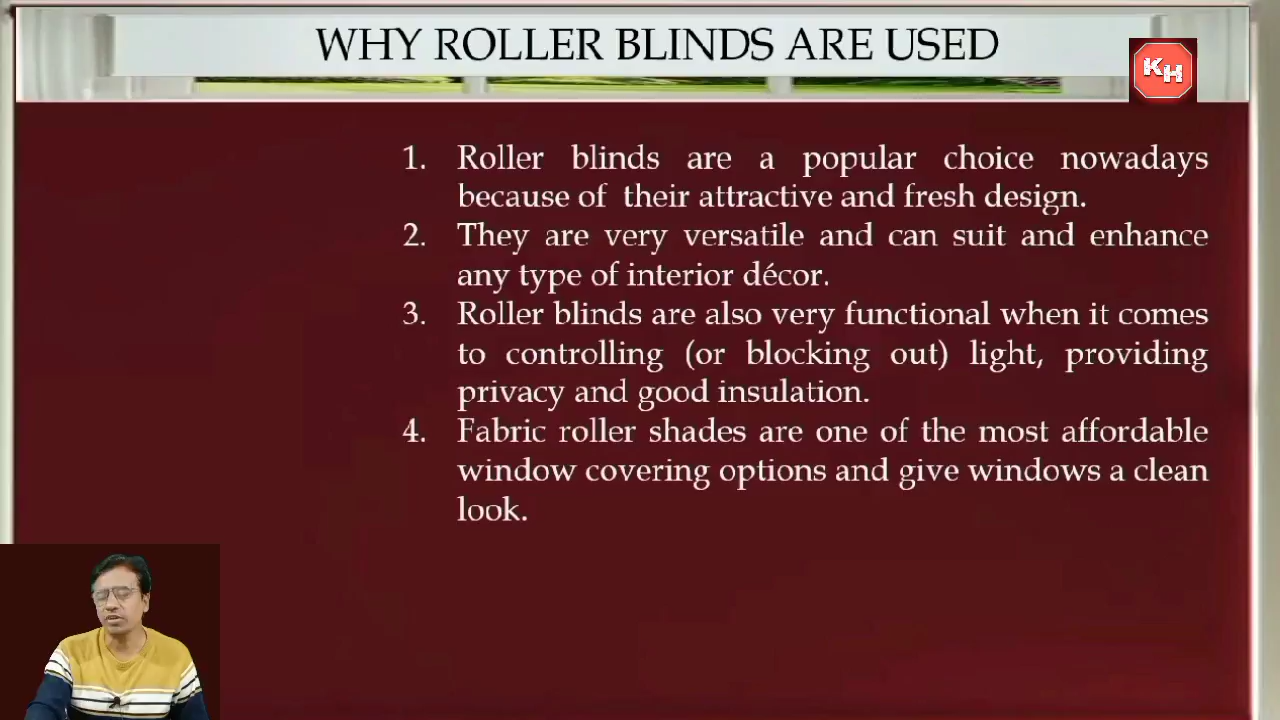 WHY ROLLER BLINDS ARE USED
KH
1. Roller blinds are a popular choice nowadays
because of their attractive and fresh design.
2. They are very versatile and can suit and enhance
any type of interior décor.
3. Roller blinds are also very functional when it comes
to controlling (or blocking out) light, providing
privacy and good insulation.
4. Fabric roller shades are one of the most affordable
window covering options and give windows a clean
look.